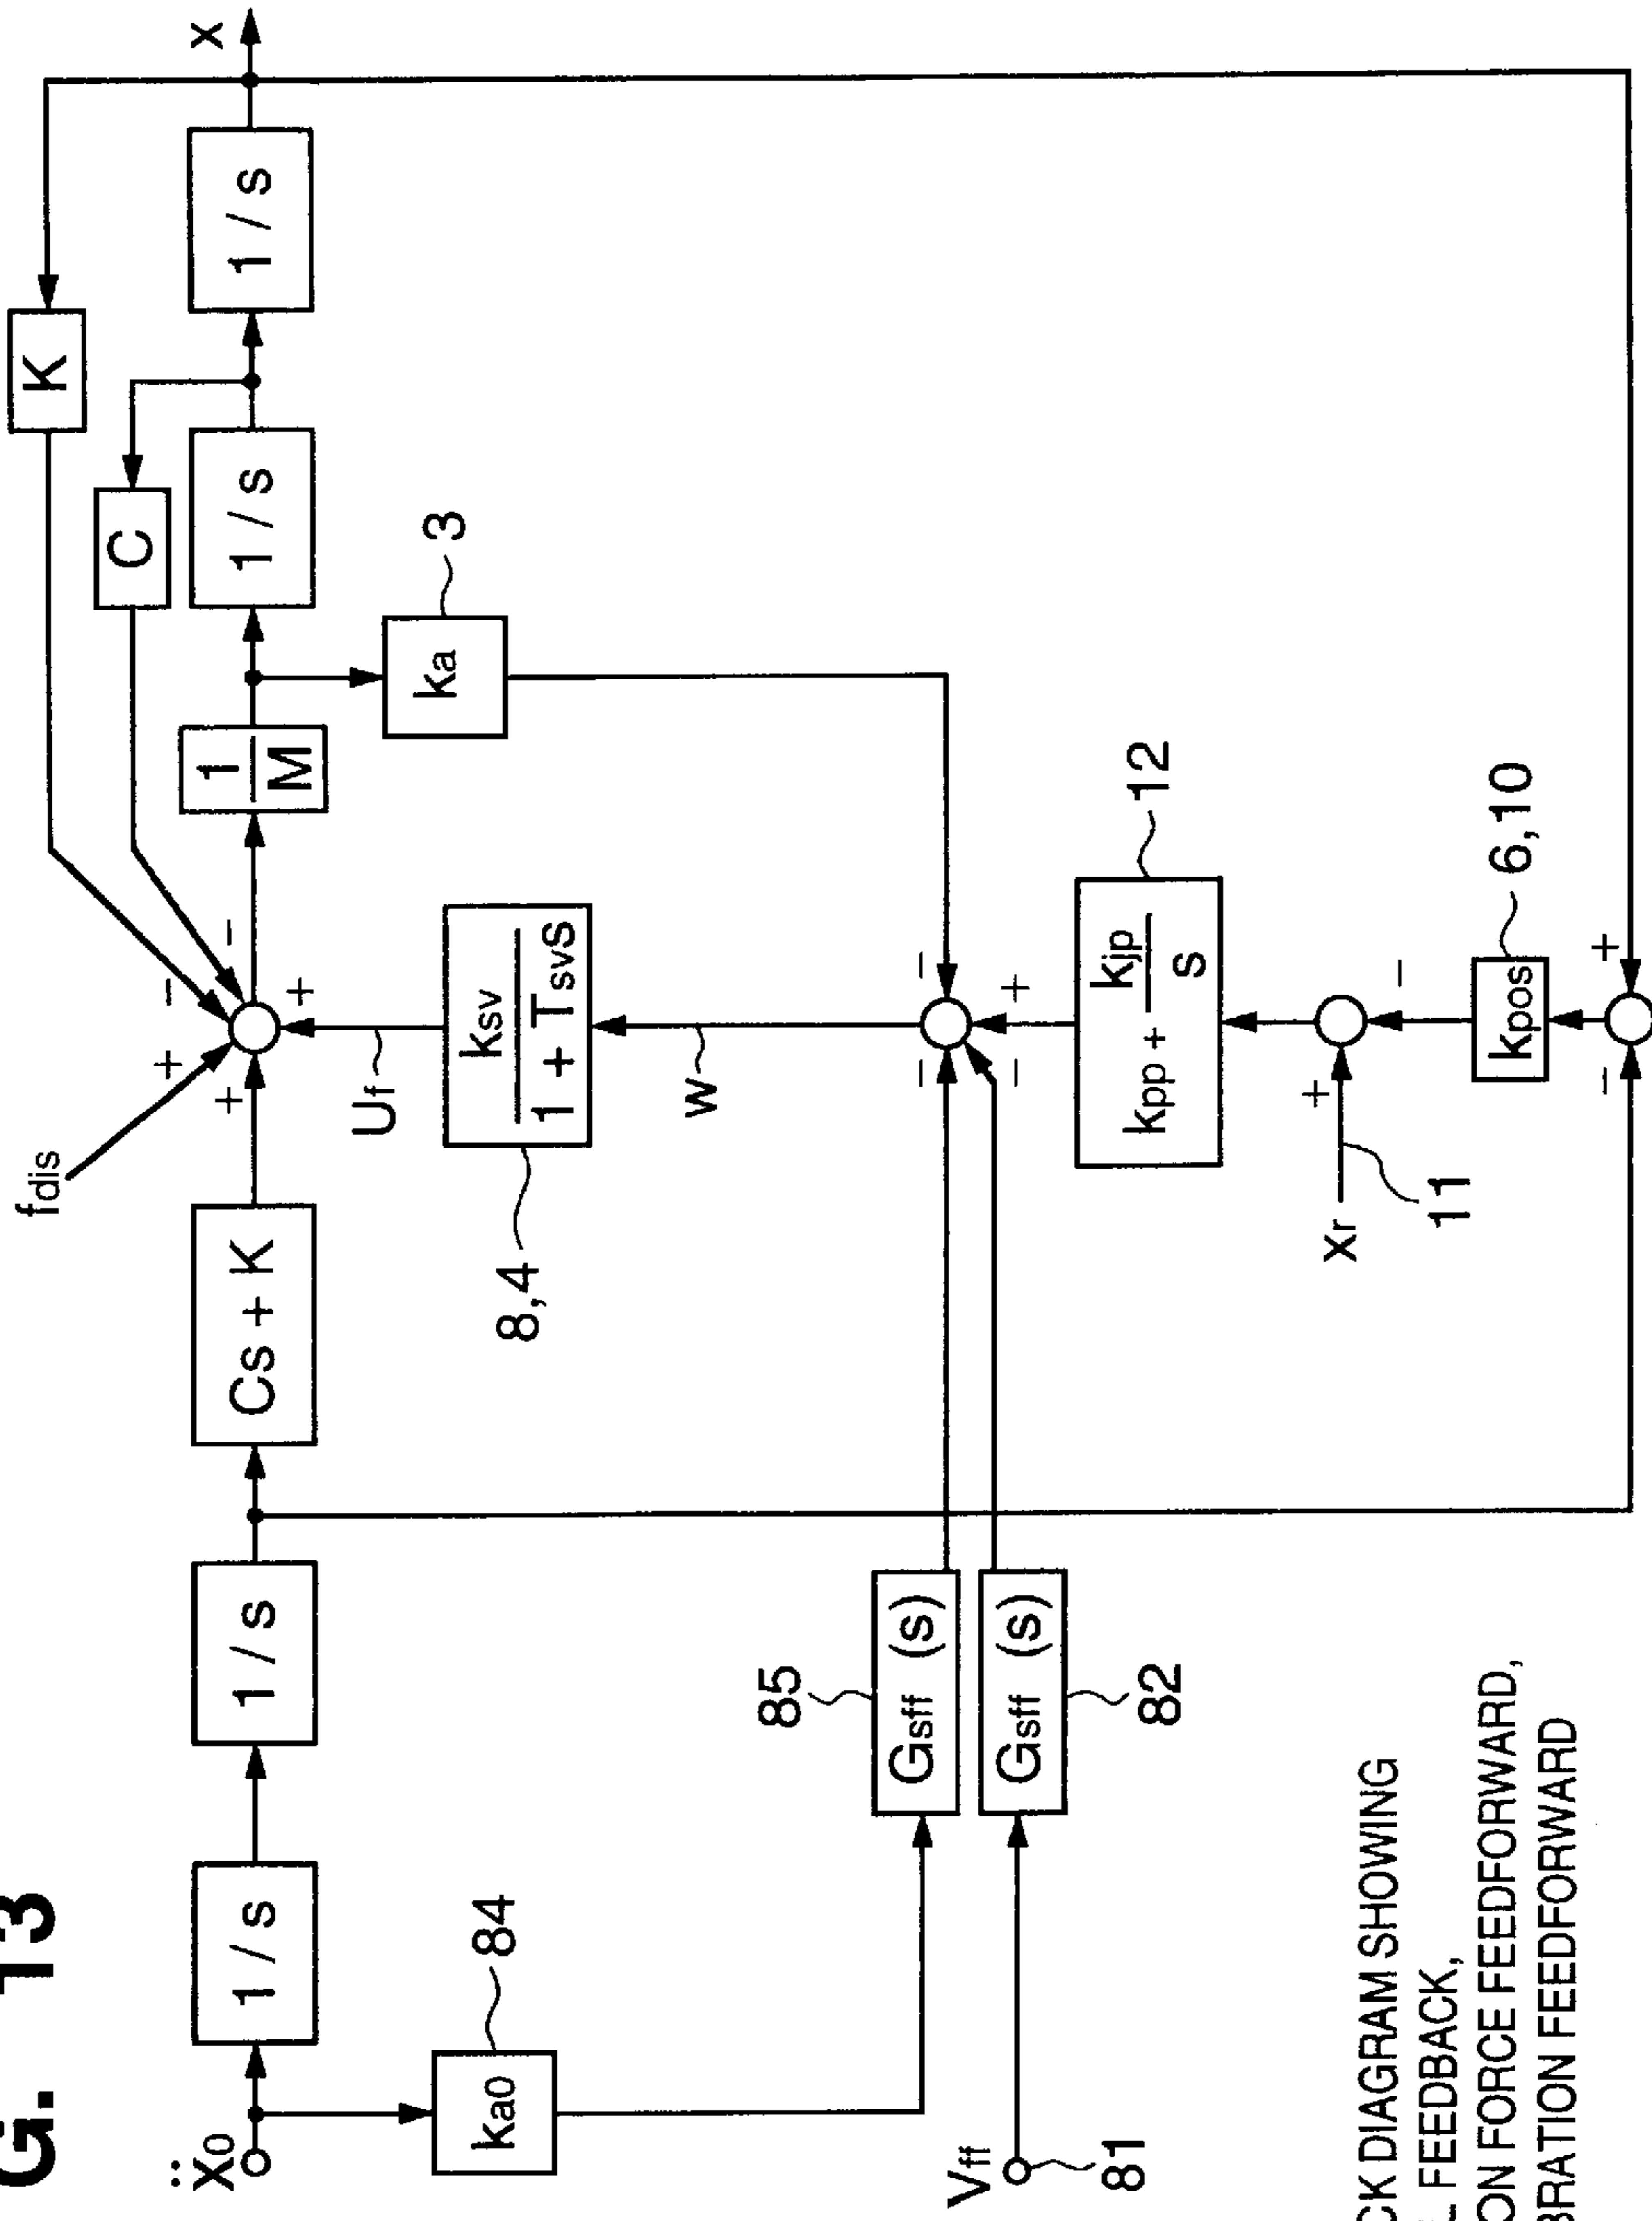 G. 13
ẍ0
1 / s
1 / s
Cs + K
fdis
+
+
−
−
+
1
M
1 / s
1 / s
x
K
C
ka0
84
ka
3
Uf
ksv
1 + Tsvs
8,4
w
85
Gsff (s)
Gsff (s)
82
Vff
81
−
−
−
+
kpp +
kjp
s
12
xr
11
+
−
kpos
6,10
−
+
CK DIAGRAM SHOWING
FEEDBACK,
ON FORCE FEEDFORWARD,
BRATION FEEDFORWARD